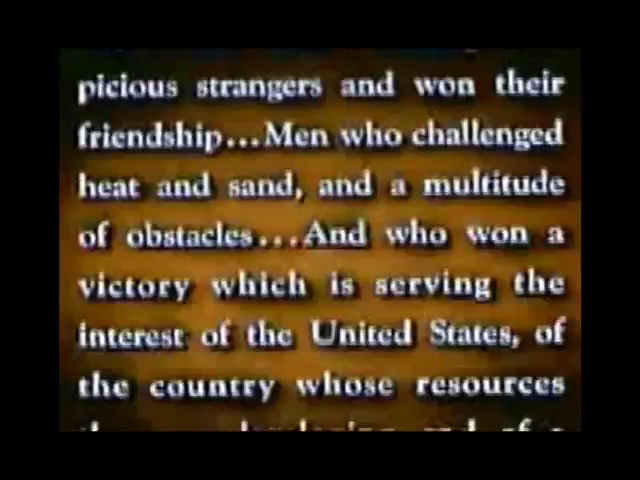 picious strangers and won their
friendship...Men who challenged
heat and sand, and a multitude
of obstacles...And who won a
victory which is serving the
interest of the United States, of
the country whose resources